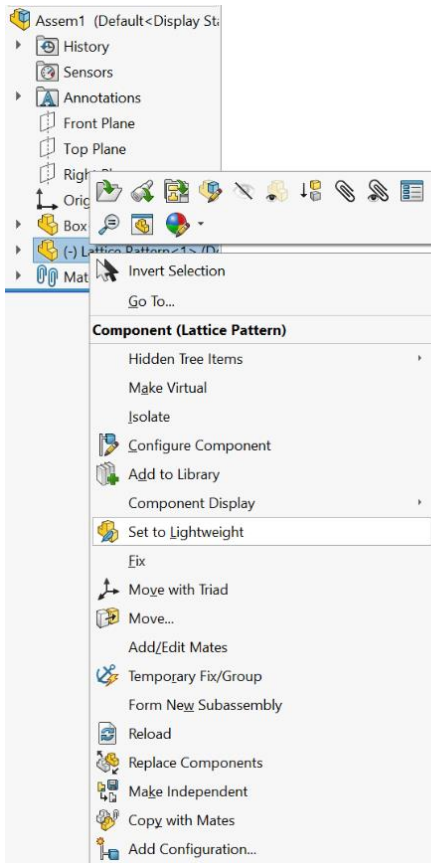 Assem1 (Default<Display Sta
History
Sensors
Annotations
Front Plane
Top Plane
Right
Orig
Box
(-) Lattice Pattern<1> (D
Mat
Invert Selection
Go To...
Component (Lattice Pattern)
Hidden Tree Items
Make Virtual
Isolate
Configure Component
Add to Library
Component Display
Set to Lightweight
Fix
Move with Triad
Move...
Add/Edit Mates
Temporary Fix/Group
Form New Subassembly
Reload
Replace Components
Make Independent
Copy with Mates
Add Configuration...